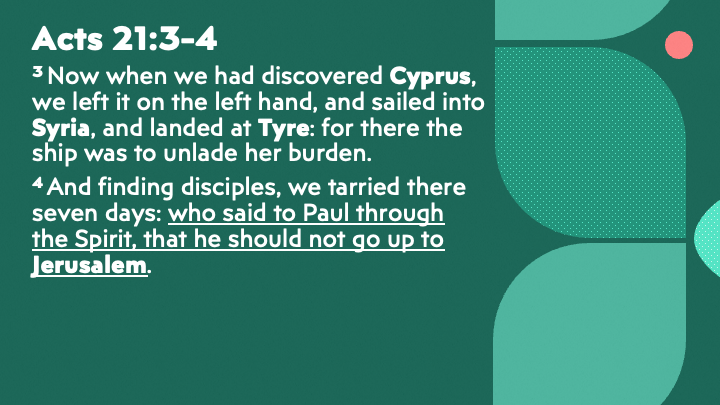 Acts 21:3-4
³ Now when we had discovered Cyprus,
we left it on the left hand, and sailed into
Syria, and landed at Tyre: for there the
ship was to unlade her burden.
⁴ And finding disciples, we tarried there
seven days: who said to Paul through
the Spirit, that he should not go up to
Jerusalem.